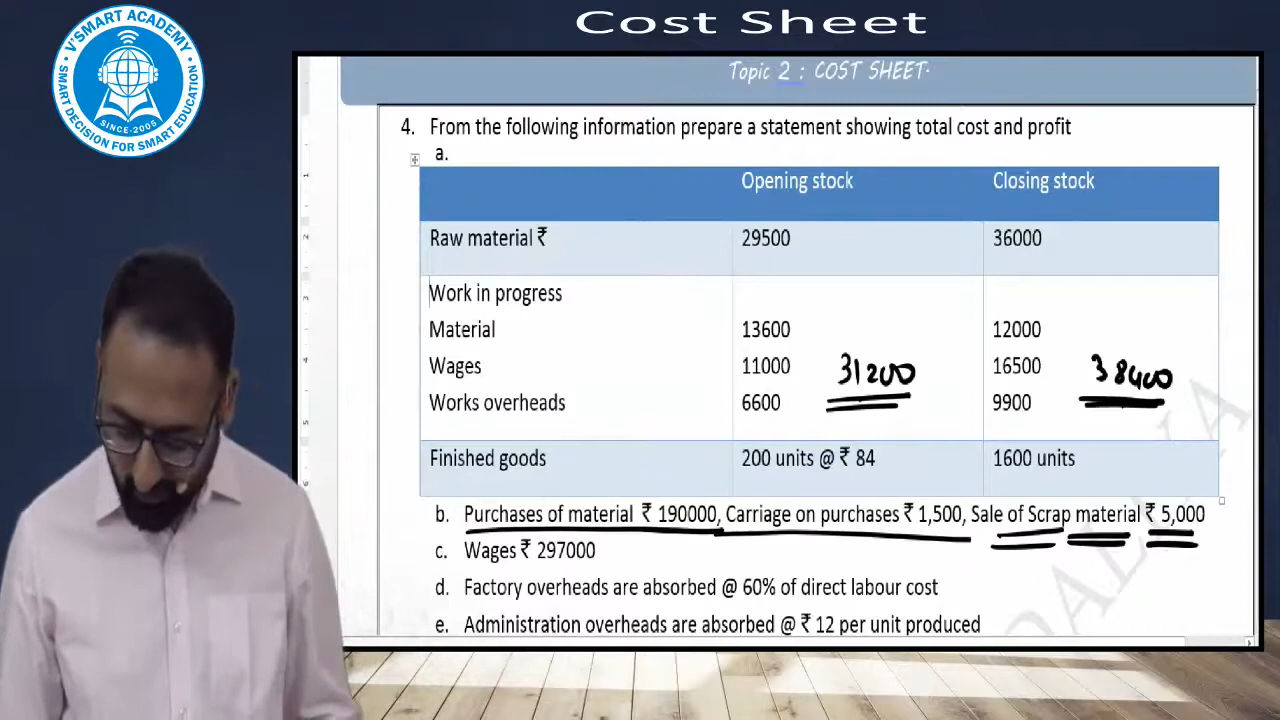 Cost Sheet
V'SMART ACADEMY
SMART DECISION FOR SMART EDUCATION
SINCE-2005
Topic 2 : COST SHEET.
4. From the following information prepare a statement showing total cost and profit
a.
Opening stock Closing stock
Raw material ₹ 29500 36000
Work in progress
Material 13600 12000
Wages 11000 31200 16500 38400
Works overheads 6600 9900
Finished goods 200 units @ ₹ 84 1600 units
b. Purchases of material ₹ 190000, Carriage on purchases ₹ 1,500, Sale of Scrap material ₹ 5,000
c. Wages ₹ 297000
d. Factory overheads are absorbed @ 60% of direct labour cost
e. Administration overheads are absorbed @ ₹ 12 per unit produced